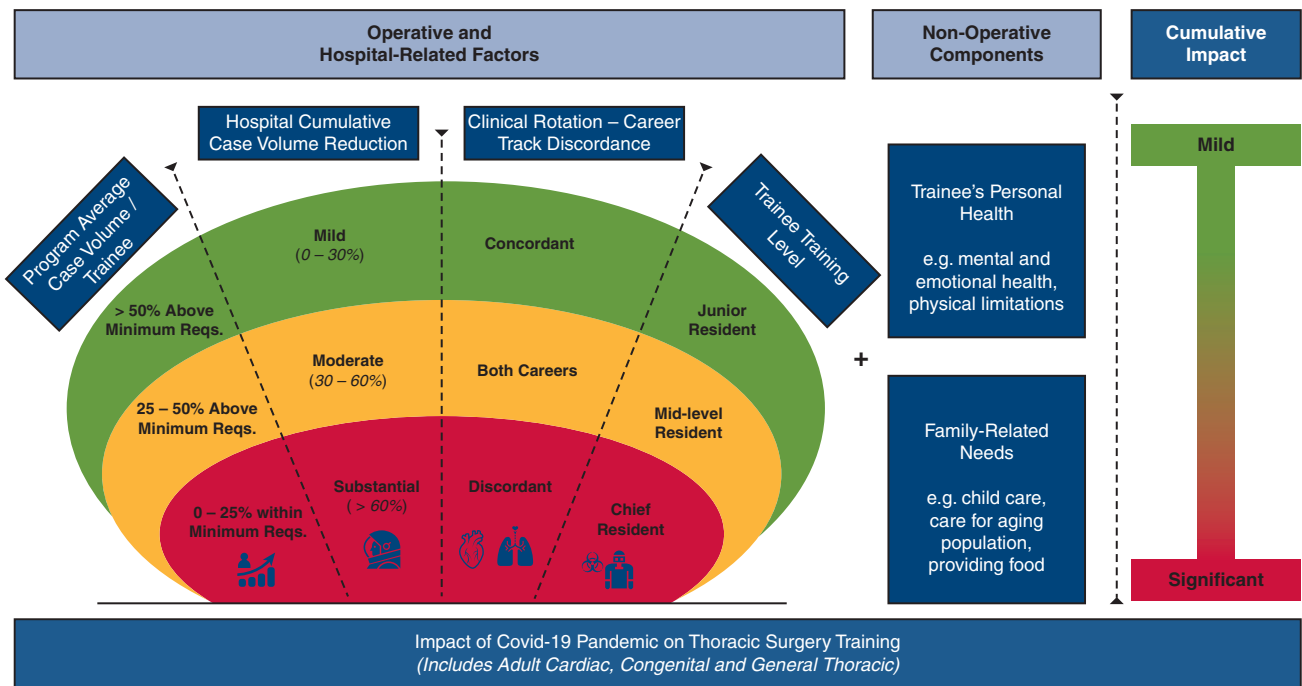 Operative and
Hospital-Related Factors
Non-Operative
Components
Cumulative
Impact
Program Average
Case Volume /
Trainee
Hospital Cumulative
Case Volume Reduction
Clinical Rotation – Career
Track Discordance
Trainee Training
Level
> 50% Above
Minimum Reqs.
Mild
(0 – 30%)
Concordant
Junior
Resident
25 – 50% Above
Minimum Reqs.
Moderate
(30 – 60%)
Both Careers
Mid-level
Resident
0 – 25% within
Minimum Reqs.
Substantial
( > 60%)
Discordant
Chief
Resident
+
Trainee's Personal
Health
e.g. mental and
emotional health,
physical limitations
Family-Related
Needs
e.g. child care,
care for aging
population,
providing food
Mild
Significant
Impact of Covid-19 Pandemic on Thoracic Surgery Training
(Includes Adult Cardiac, Congenital and General Thoracic)